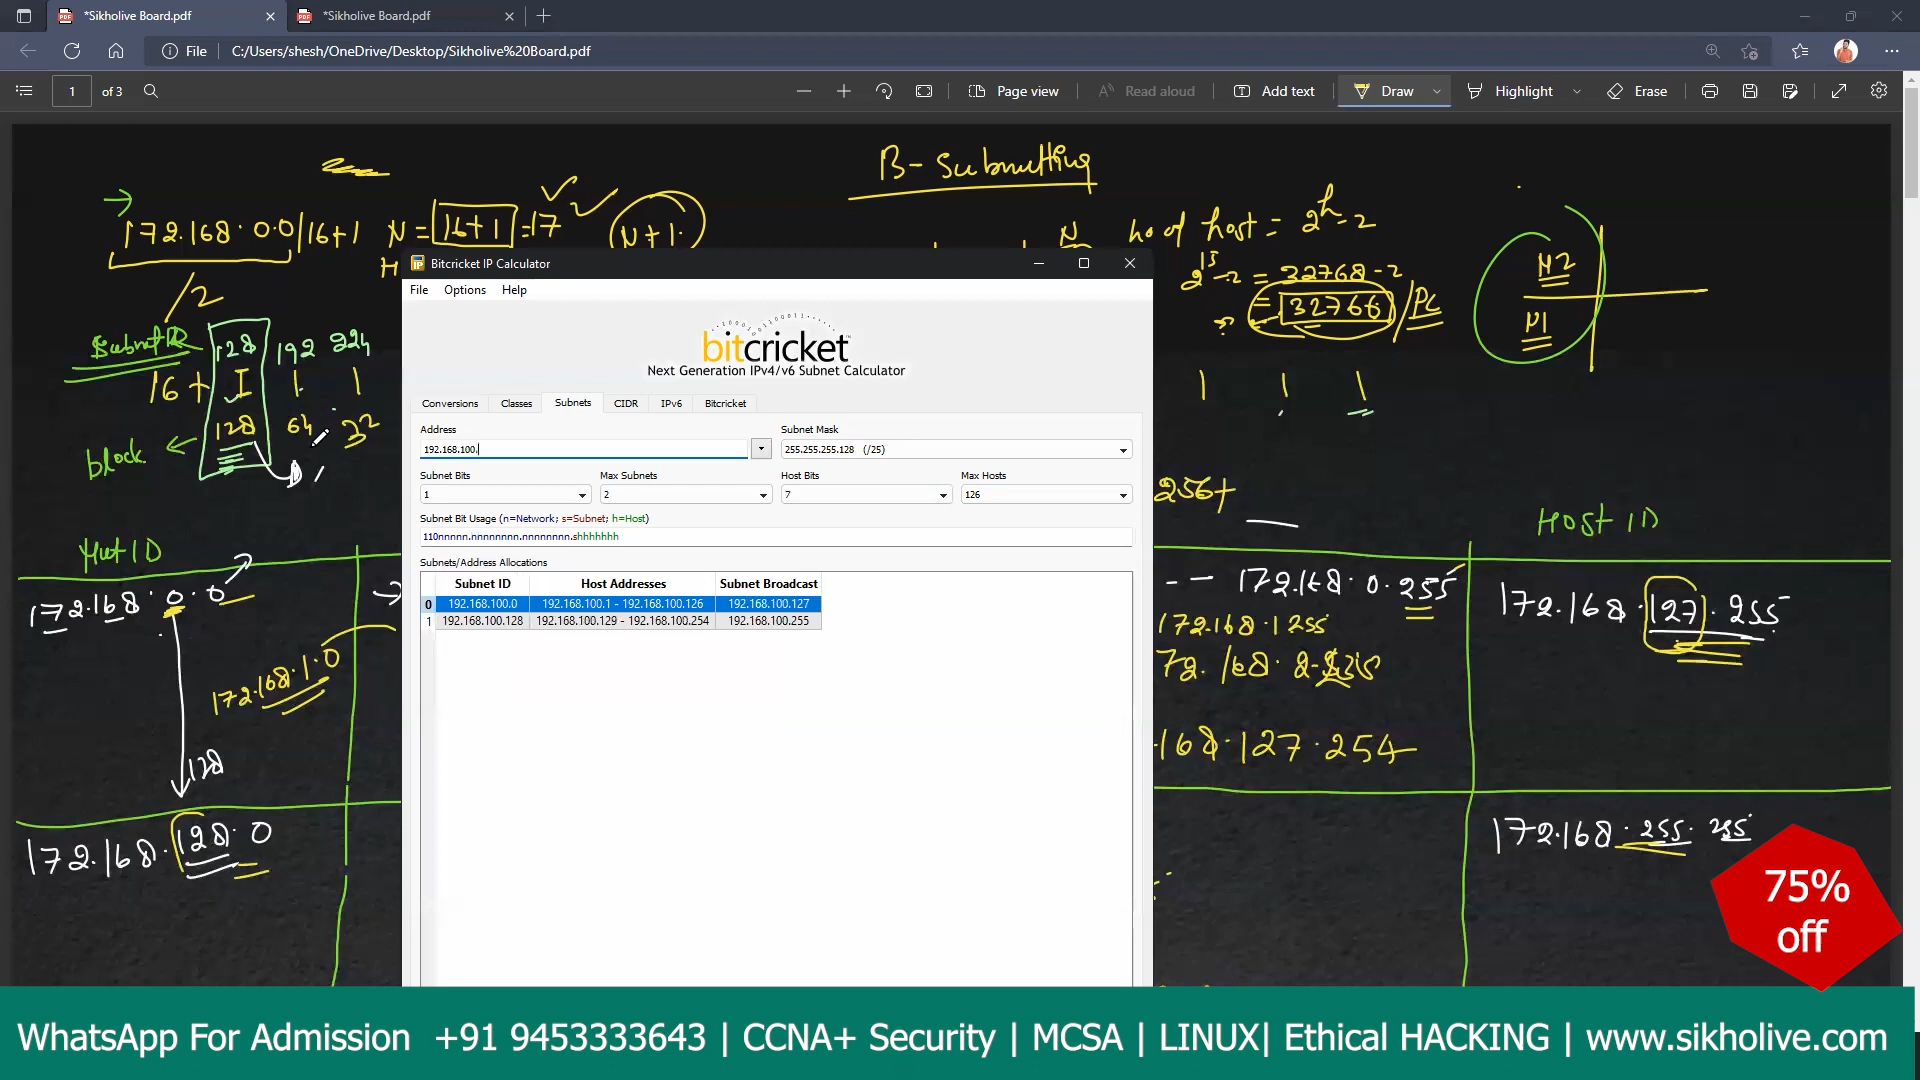 *Sikholive Board.pdf
*Sikholive Board.pdf
File C:/Users/shesh/OneDrive/Desktop/Sikholive%20Board.pdf
1 of 3 Page view Read aloud Add text Draw Highlight Erase
B- Subnetting
172.168.0.0/16+1 N = 16+1 = 17 (N+1.
H
no of host = 2^h-2
2^15-2 = 32768-2
= 32766 /PC
N2
N1
/2
Subnet ID 128 192 224
16 + 1 1 1
block ← 128 64 32
1 1 1
256+
Bitcricket IP Calculator
File Options Help
bitcricket
Next Generation IPv4/v6 Subnet Calculator
Conversions Classes Subnets CIDR IPv6 Bitcricket
Address Subnet Mask
192.168.100. 255.255.255.128 (/25)
Subnet Bits Max Subnets Host Bits Max Hosts
1 2 7 126
Subnet Bit Usage (n=Network; s=Subnet; h=Host)
110nnnnn.nnnnnnnn.nnnnnnnn.shhhhhhh
Subnets/Address Allocations
Subnet ID Host Addresses Subnet Broadcast
0 192.168.100.0 192.168.100.1 - 192.168.100.126 192.168.100.127
1 192.168.100.128 192.168.100.129 - 192.168.100.254 192.168.100.255
Host ID
172.168.0.0
172.168.1.0
128
172.168.128.0
-- 172.168.0.255
172.168.1 255
72.168.2.255
168.127.254
172.168.127.255
172.168.255.255
75%
off
WhatsApp For Admission +91 9453333643 | CCNA+ Security | MCSA | LINUX| Ethical HACKING | www.sikholive.com